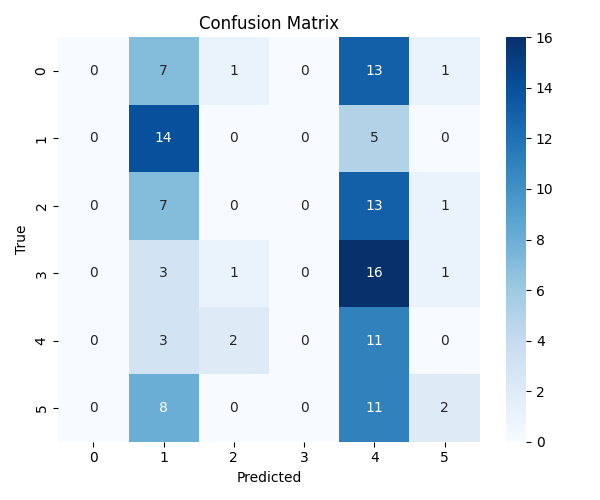 Confusion Matrix
True
0 0 7 1 0 13 1
1 0 14 0 0 5 0
2 0 7 0 0 13 1
3 0 3 1 0 16 1
4 0 3 2 0 11 0
5 0 8 0 0 11 2
0 1 2 3 4 5
Predicted
16
14
12
10
8
6
4
2
0